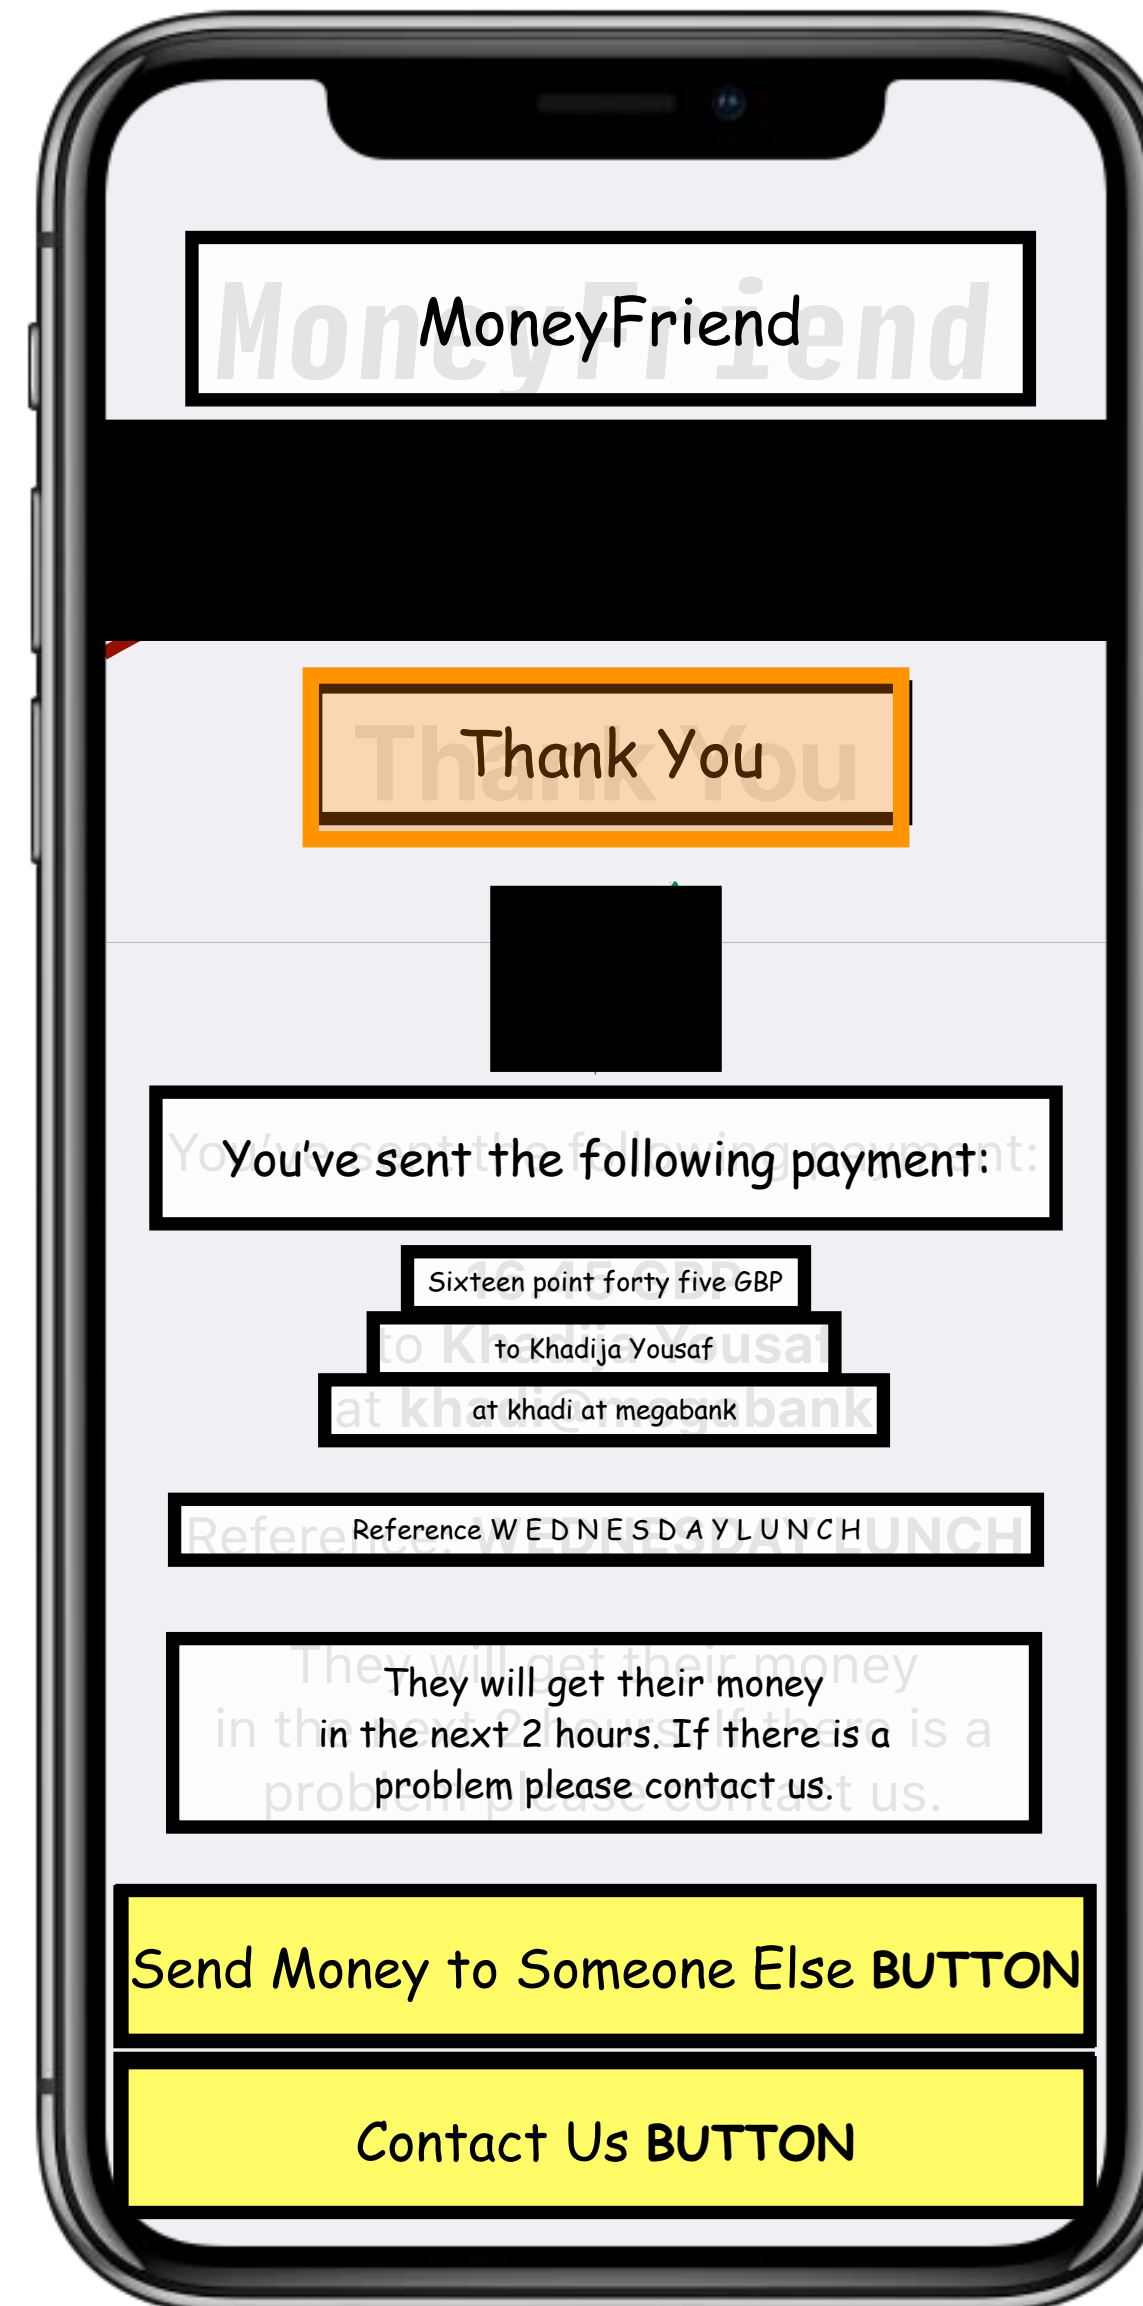 MoneyFriend
Thank You
You've sent the following payment:
Sixteen point forty five GBP
to Khadija Yousaf
at khadi at megabank
Reference W E D N E S D A Y L U N C H
They will get their money
in the next 2 hours. If there is a
problem please contact us.
Send Money to Someone Else BUTTON
Contact Us BUTTON